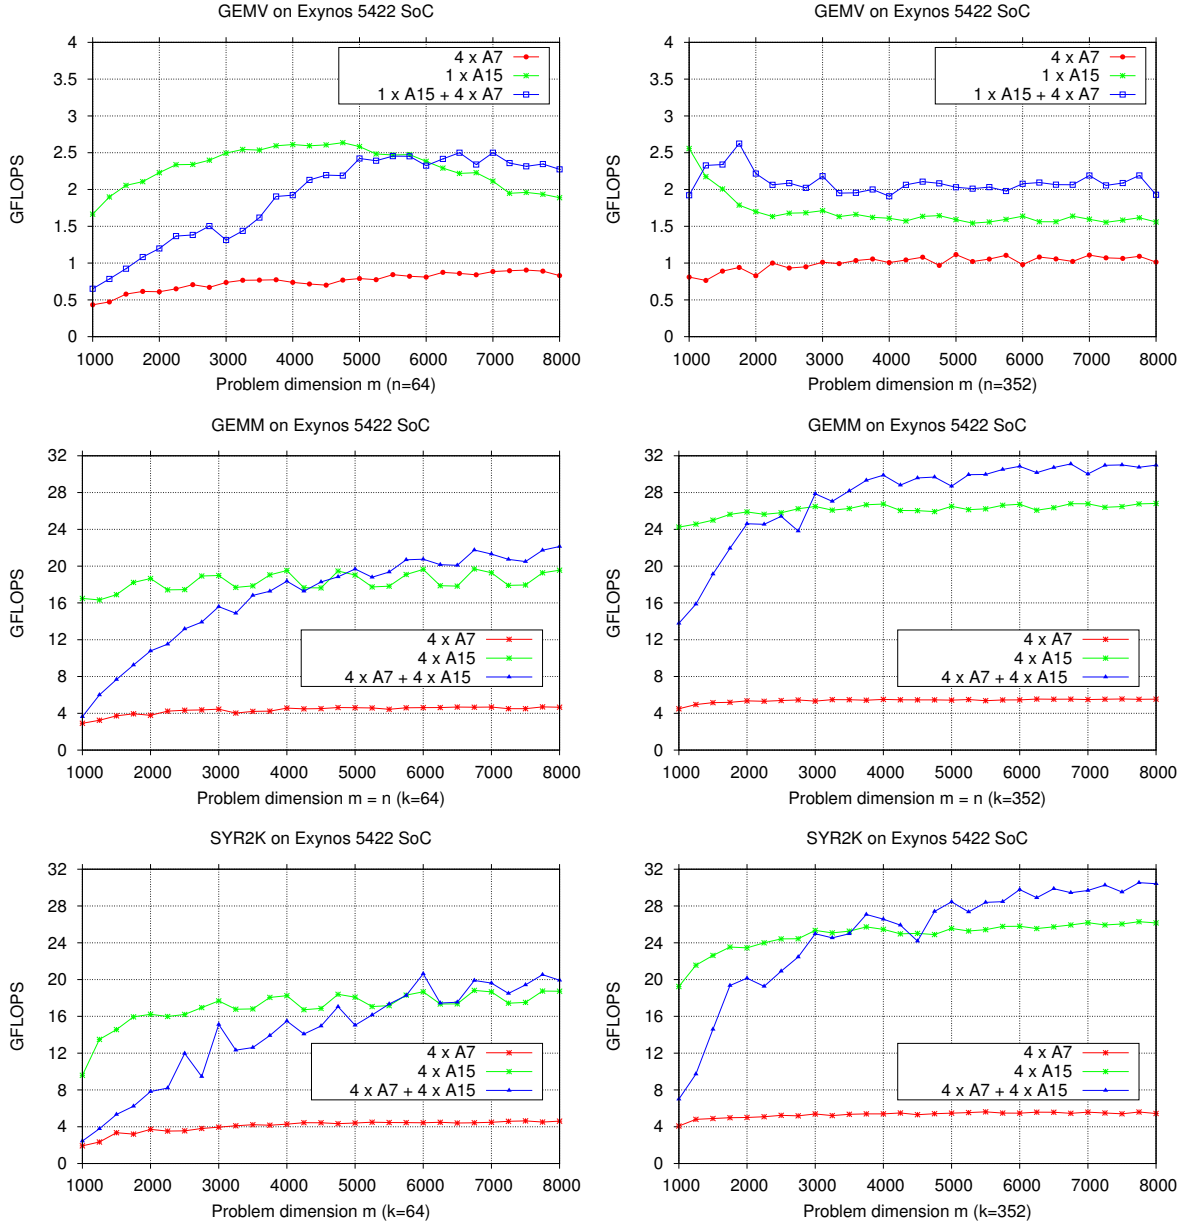 GEMV on Exynos 5422 SoC
4
3.5
3
2.5
2
1.5
1
0.5
0
GFLOPS
4 x A7
1 x A15
1 x A15 + 4 x A7
1000 2000 3000 4000 5000 6000 7000 8000
Problem dimension m (n=64)
GEMV on Exynos 5422 SoC
4
3.5
3
2.5
2
1.5
1
0.5
0
GFLOPS
4 x A7
1 x A15
1 x A15 + 4 x A7
1000 2000 3000 4000 5000 6000 7000 8000
Problem dimension m (n=352)
GEMM on Exynos 5422 SoC
32
28
24
20
16
12
8
4
0
GFLOPS
4 x A7
4 x A15
4 x A7 + 4 x A15
1000 2000 3000 4000 5000 6000 7000 8000
Problem dimension m = n (k=64)
GEMM on Exynos 5422 SoC
32
28
24
20
16
12
8
4
0
GFLOPS
4 x A7
4 x A15
4 x A7 + 4 x A15
1000 2000 3000 4000 5000 6000 7000 8000
Problem dimension m = n (k=352)
SYR2K on Exynos 5422 SoC
32
28
24
20
16
12
8
4
0
GFLOPS
4 x A7
4 x A15
4 x A7 + 4 x A15
1000 2000 3000 4000 5000 6000 7000 8000
Problem dimension m (k=64)
SYR2K on Exynos 5422 SoC
32
28
24
20
16
12
8
4
0
GFLOPS
4 x A7
4 x A15
4 x A7 + 4 x A15
1000 2000 3000 4000 5000 6000 7000 8000
Problem dimension m (k=352)